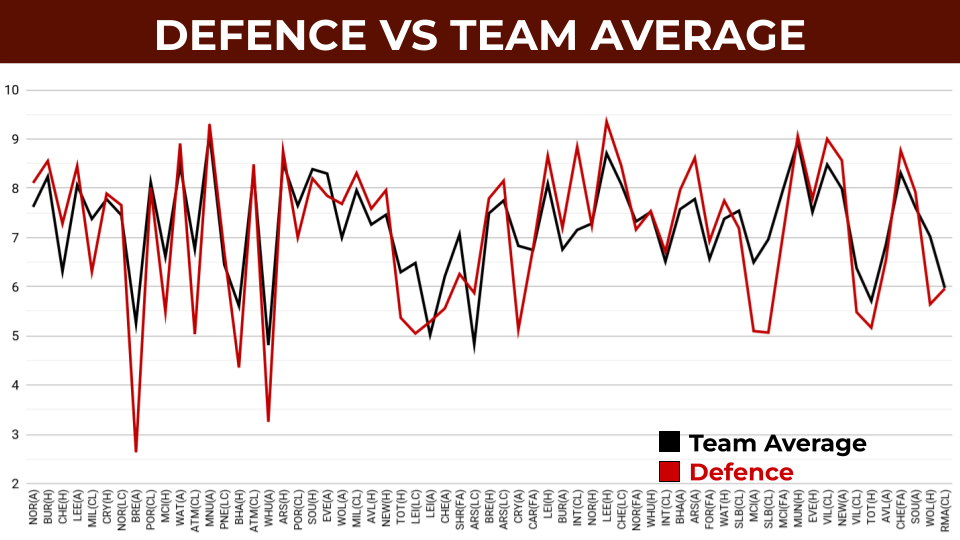 DEFENCE VS TEAM AVERAGE
10
9
8
7
6
5
4
3
2
Team Average
Defence
NOR(A)
BUR(H)
CHE(H)
LEE(A)
MIL(CL)
CRY(H)
NOR(LC)
BRE(A)
POR(CL)
MCI(H)
WAT(A)
ATM(CL)
MNU(A)
PNE(LC)
BHA(H)
ATM(CL)
WHU(A)
ARS(H)
POR(CL)
SOU(H)
EVE(A)
WOL(A)
MIL(CL)
AVL(H)
NEW(H)
TOT(H)
LEI(LC)
LEI(A)
CHE(A)
SHR(FA)
ARS(LC)
BRE(H)
ARS(LC)
CRY(A)
CAR(FA)
LEI(H)
BUR(A)
INT(CL)
NOR(H)
LEE(H)
CHE(LC)
NOR(FA)
WHU(H)
INT(CL)
BHA(A)
ARS(A)
FOR(FA)
WAT(H)
SLB(CL)
MCI(A)
SLB(CL)
MCI(FA)
MUN(H)
EVE(H)
VIL(CL)
NEW(A)
VIL(CL)
TOT(H)
AVL(A)
CHE(FA)
SOU(A)
WOL(H)
RMA(CL)